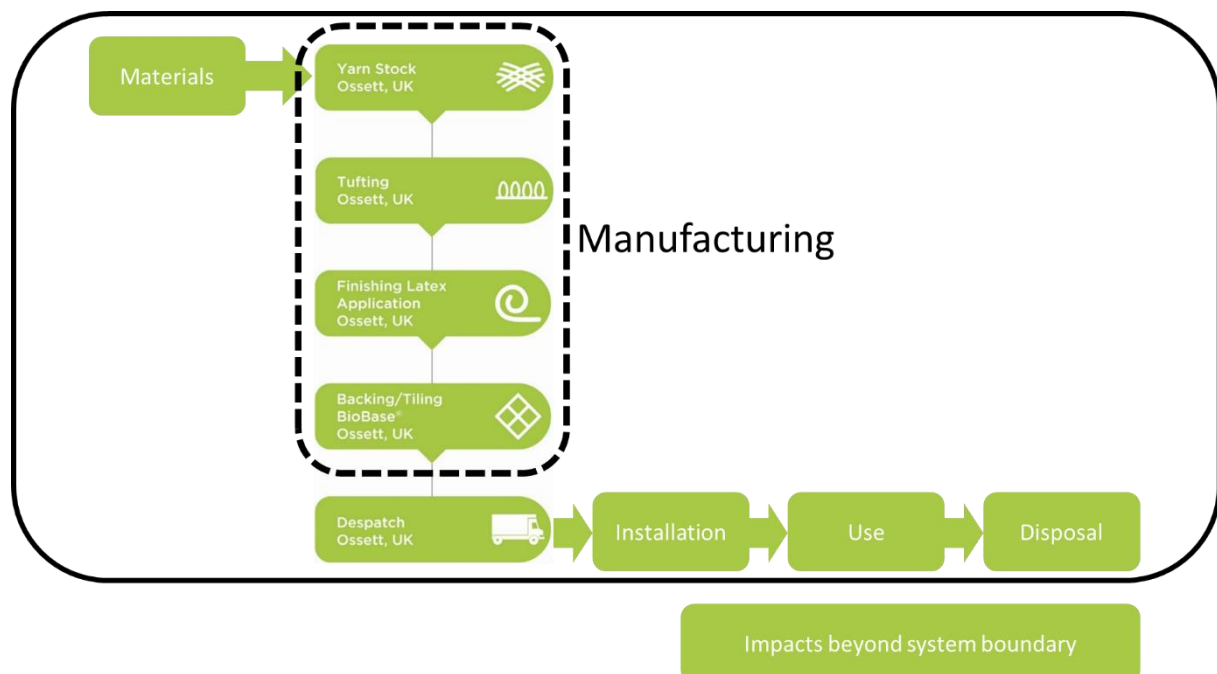 Materials
Yarn Stock
Ossett, UK
Tufting
Ossett, UK
Manufacturing
Finishing Latex
Application
Ossett, UK
Backing/Tiling
BioBase®
Ossett, UK
Despatch
Ossett, UK
Installation
Use
Disposal
Impacts beyond system boundary